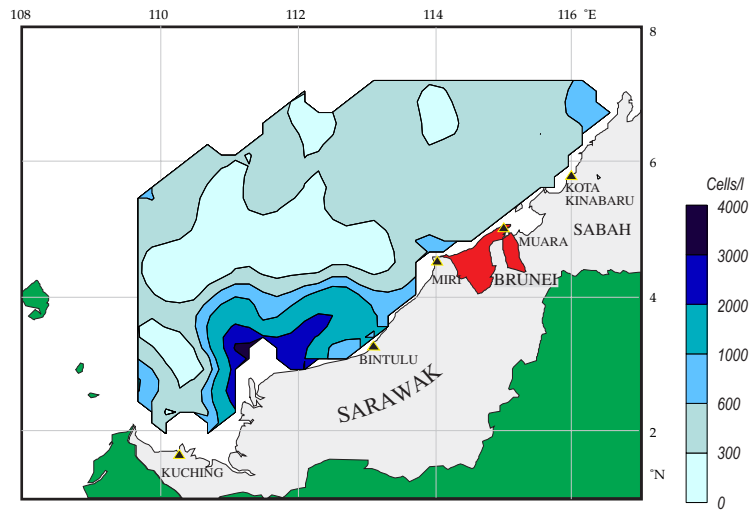 108 110 112 114 116 °E
8
6
KOTA
KINABARU
SABAH
MUARA
MIRI
BRUNEI
4
BINTULU
SARAWAK
2
KUCHING
°N
Cells/l
4000
3000
2000
1000
600
300
0